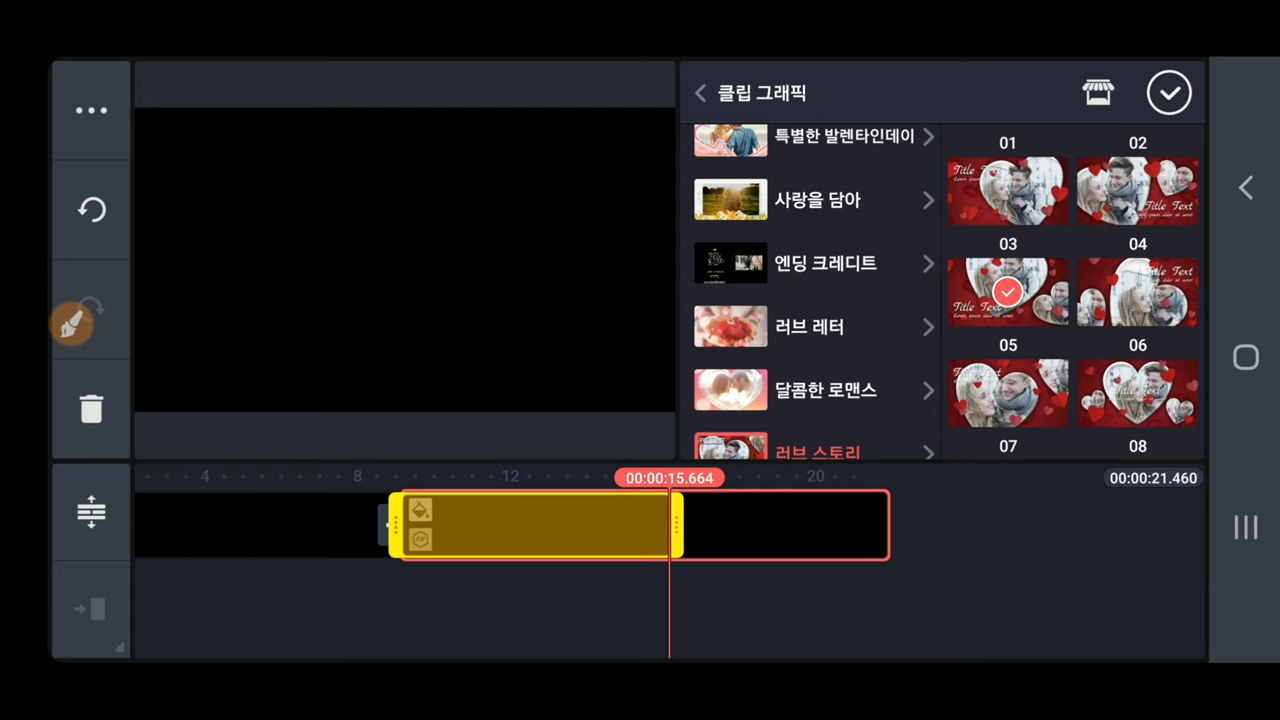 클립 그래픽
특별한 발렌타인데이
사랑을 담아
엔딩 크레디트
러브 레터
달콤한 로맨스
러브 스토리
01
02
Title Text
Title Text
03
04
Title Text
Title Text
05
06
Title Text
07
08
4
8
12
00:00:15.664
20
00:00:21.460